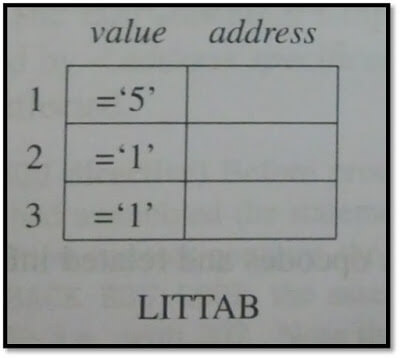 value address
1 =‘5’
2 =‘1’
3 =‘1’
LITTAB